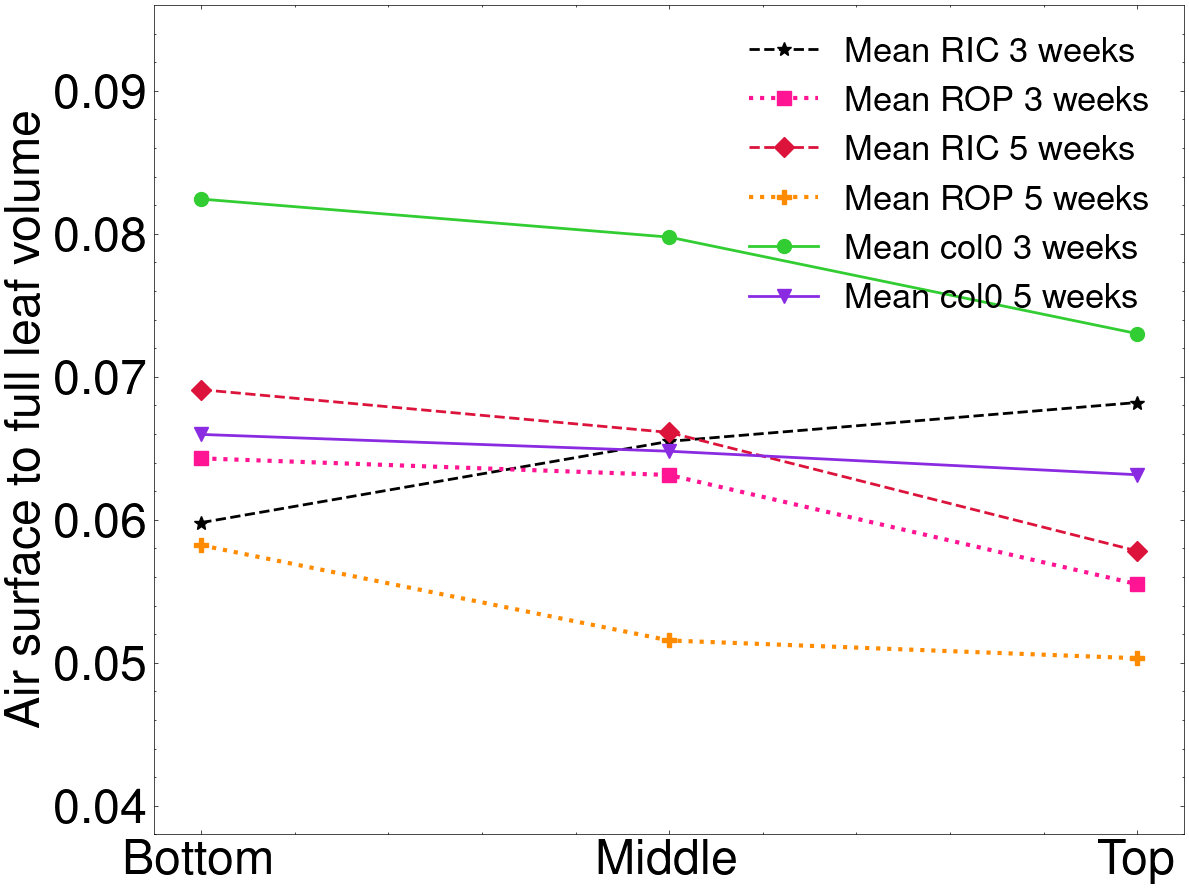 Air surface to full leaf volume
0.09
0.08
0.07
0.06
0.05
0.04
Mean RIC 3 weeks
Mean ROP 3 weeks
Mean RIC 5 weeks
Mean ROP 5 weeks
Mean col0 3 weeks
Mean col0 5 weeks
Bottom Middle Top